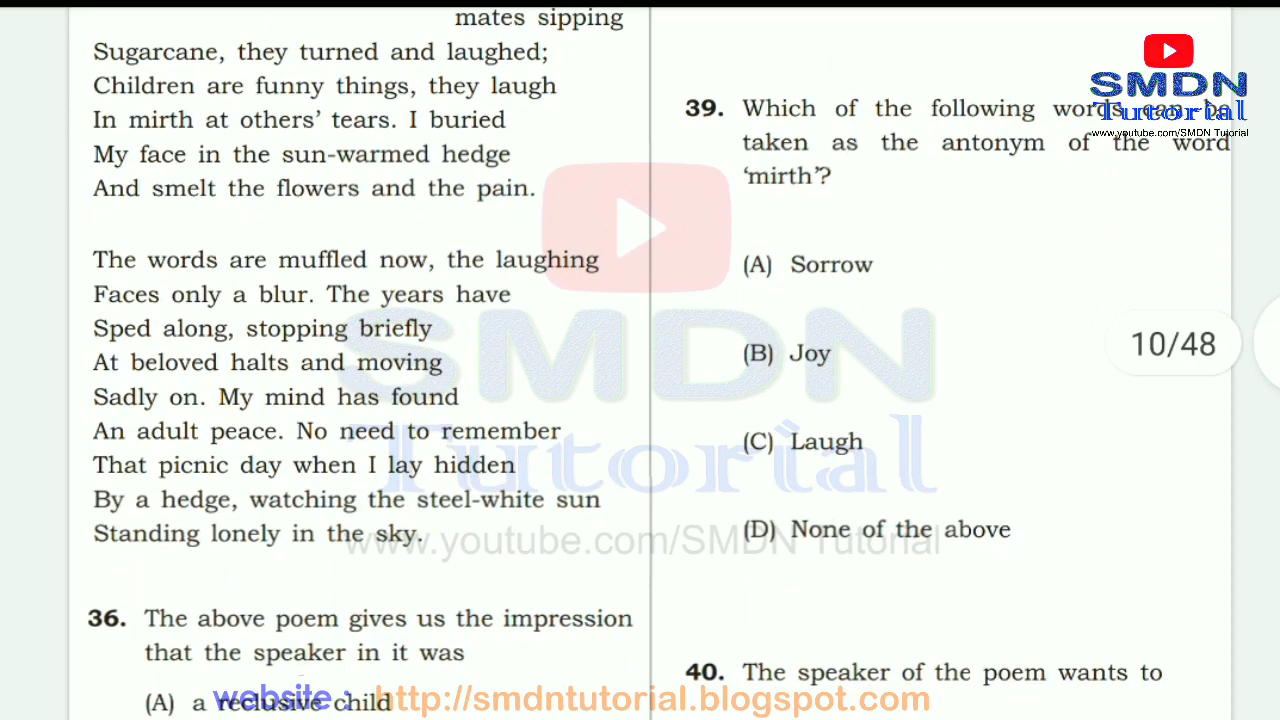 mates sipping
Sugarcane, they turned and laughed;
Children are funny things, they laugh
In mirth at others' tears. I buried
My face in the sun-warmed hedge
And smelt the flowers and the pain.
The words are muffled now, the laughing
Faces only a blur. The years have
Sped along, stopping briefly
At beloved halts and moving
Sadly on. My mind has found
An adult peace. No need to remember
That picnic day when I lay hidden
By a hedge, watching the steel-white sun
Standing lonely in the sky.
36. The above poem gives us the impression
that the speaker in it was
(A) a reclusive child
39. Which of the following words can be
taken as the antonym of the word
'mirth'?
(A) Sorrow
(B) Joy
(C) Laugh
(D) None of the above
40. The speaker of the poem wants to
10/48
SMDN
Tutorial
www.youtube.com/SMDN Tutorial
SMDN
Tutorial
www.youtube.com/SMDN Tutorial
website : http://smdntutorial.blogspot.com